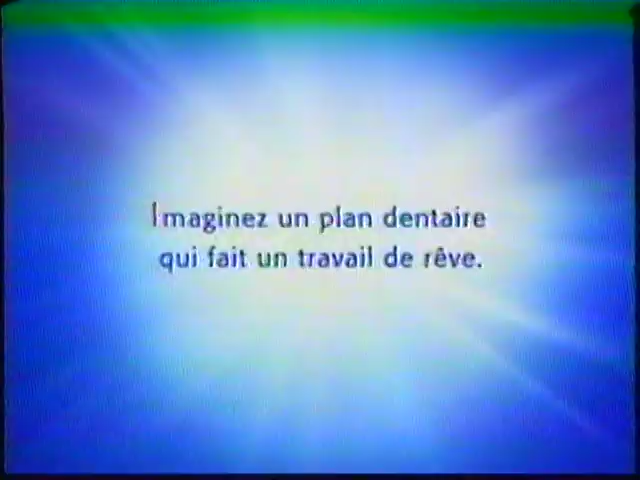 Imaginez un plan dentaire
qui fait un travail de rêve.